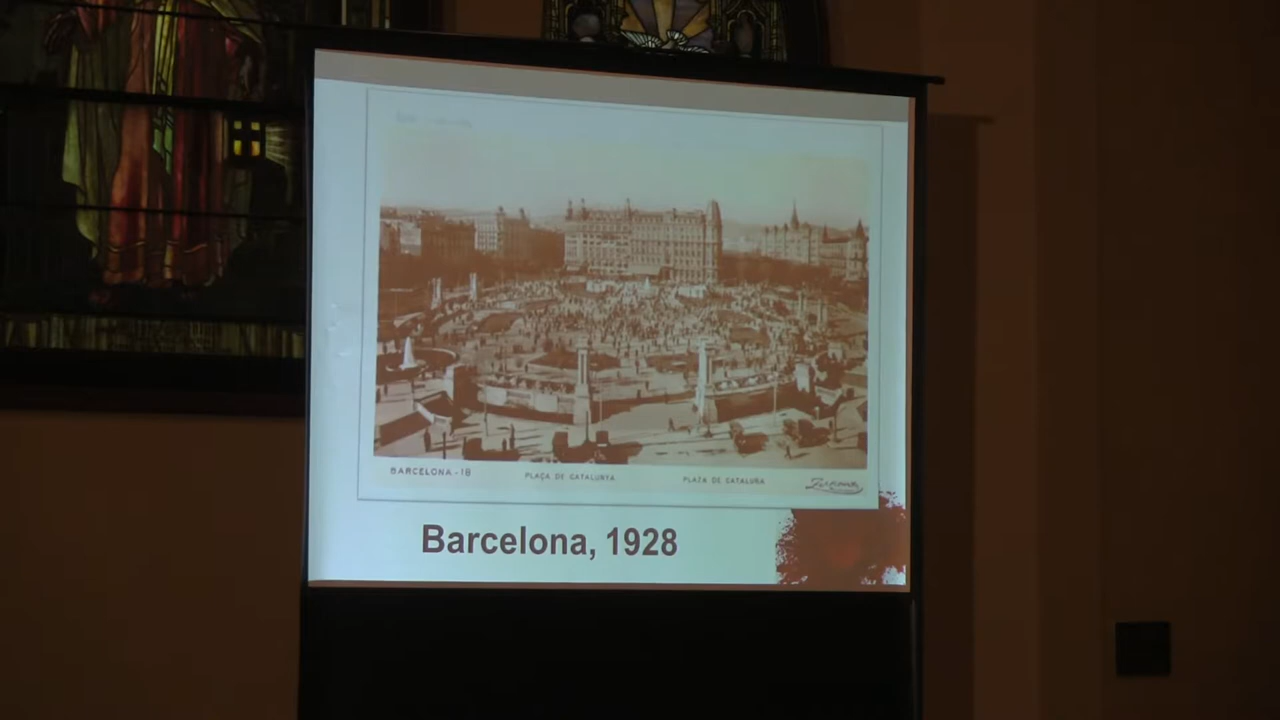 BARCELONA - 18
PLAÇA DE CATALUNYA
PLAZA DE CATALUÑA
Barcelona, 1928